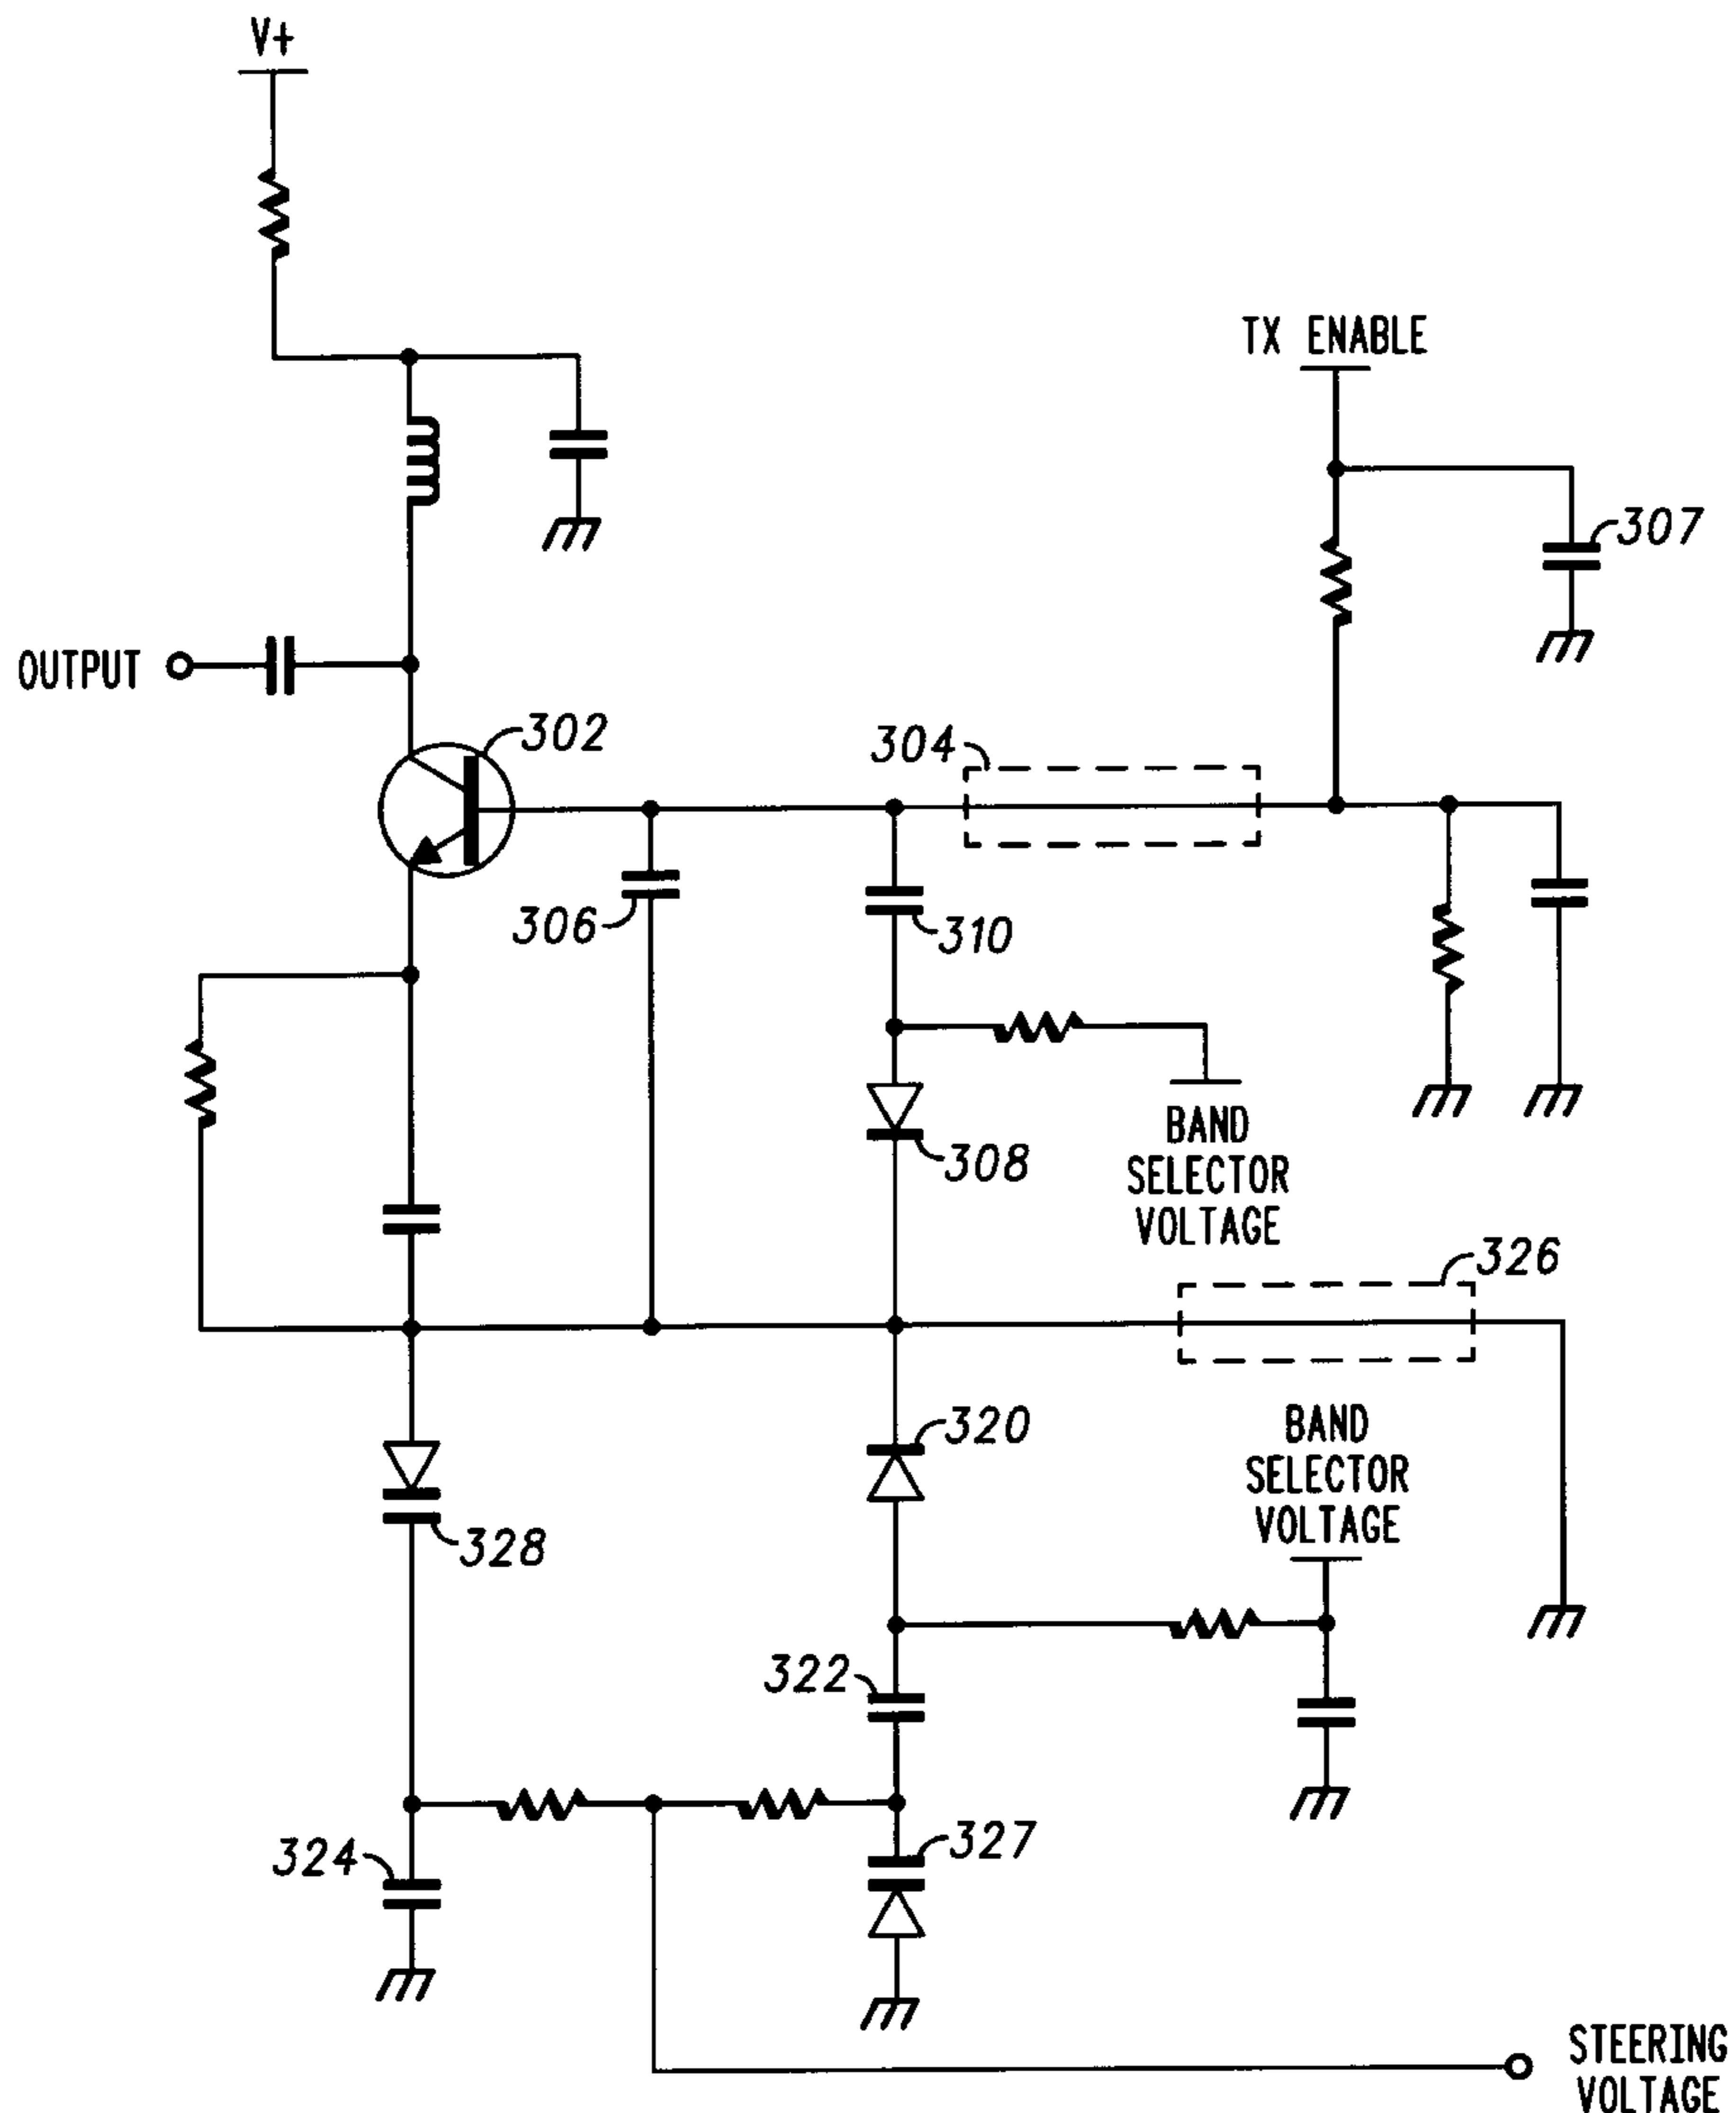 V+
TX ENABLE
307
OUTPUT
302
304
306
310
308
BAND
SELECTOR
VOLTAGE
326
320
BAND
SELECTOR
VOLTAGE
328
322
327
324
STEERING
VOLTAGE